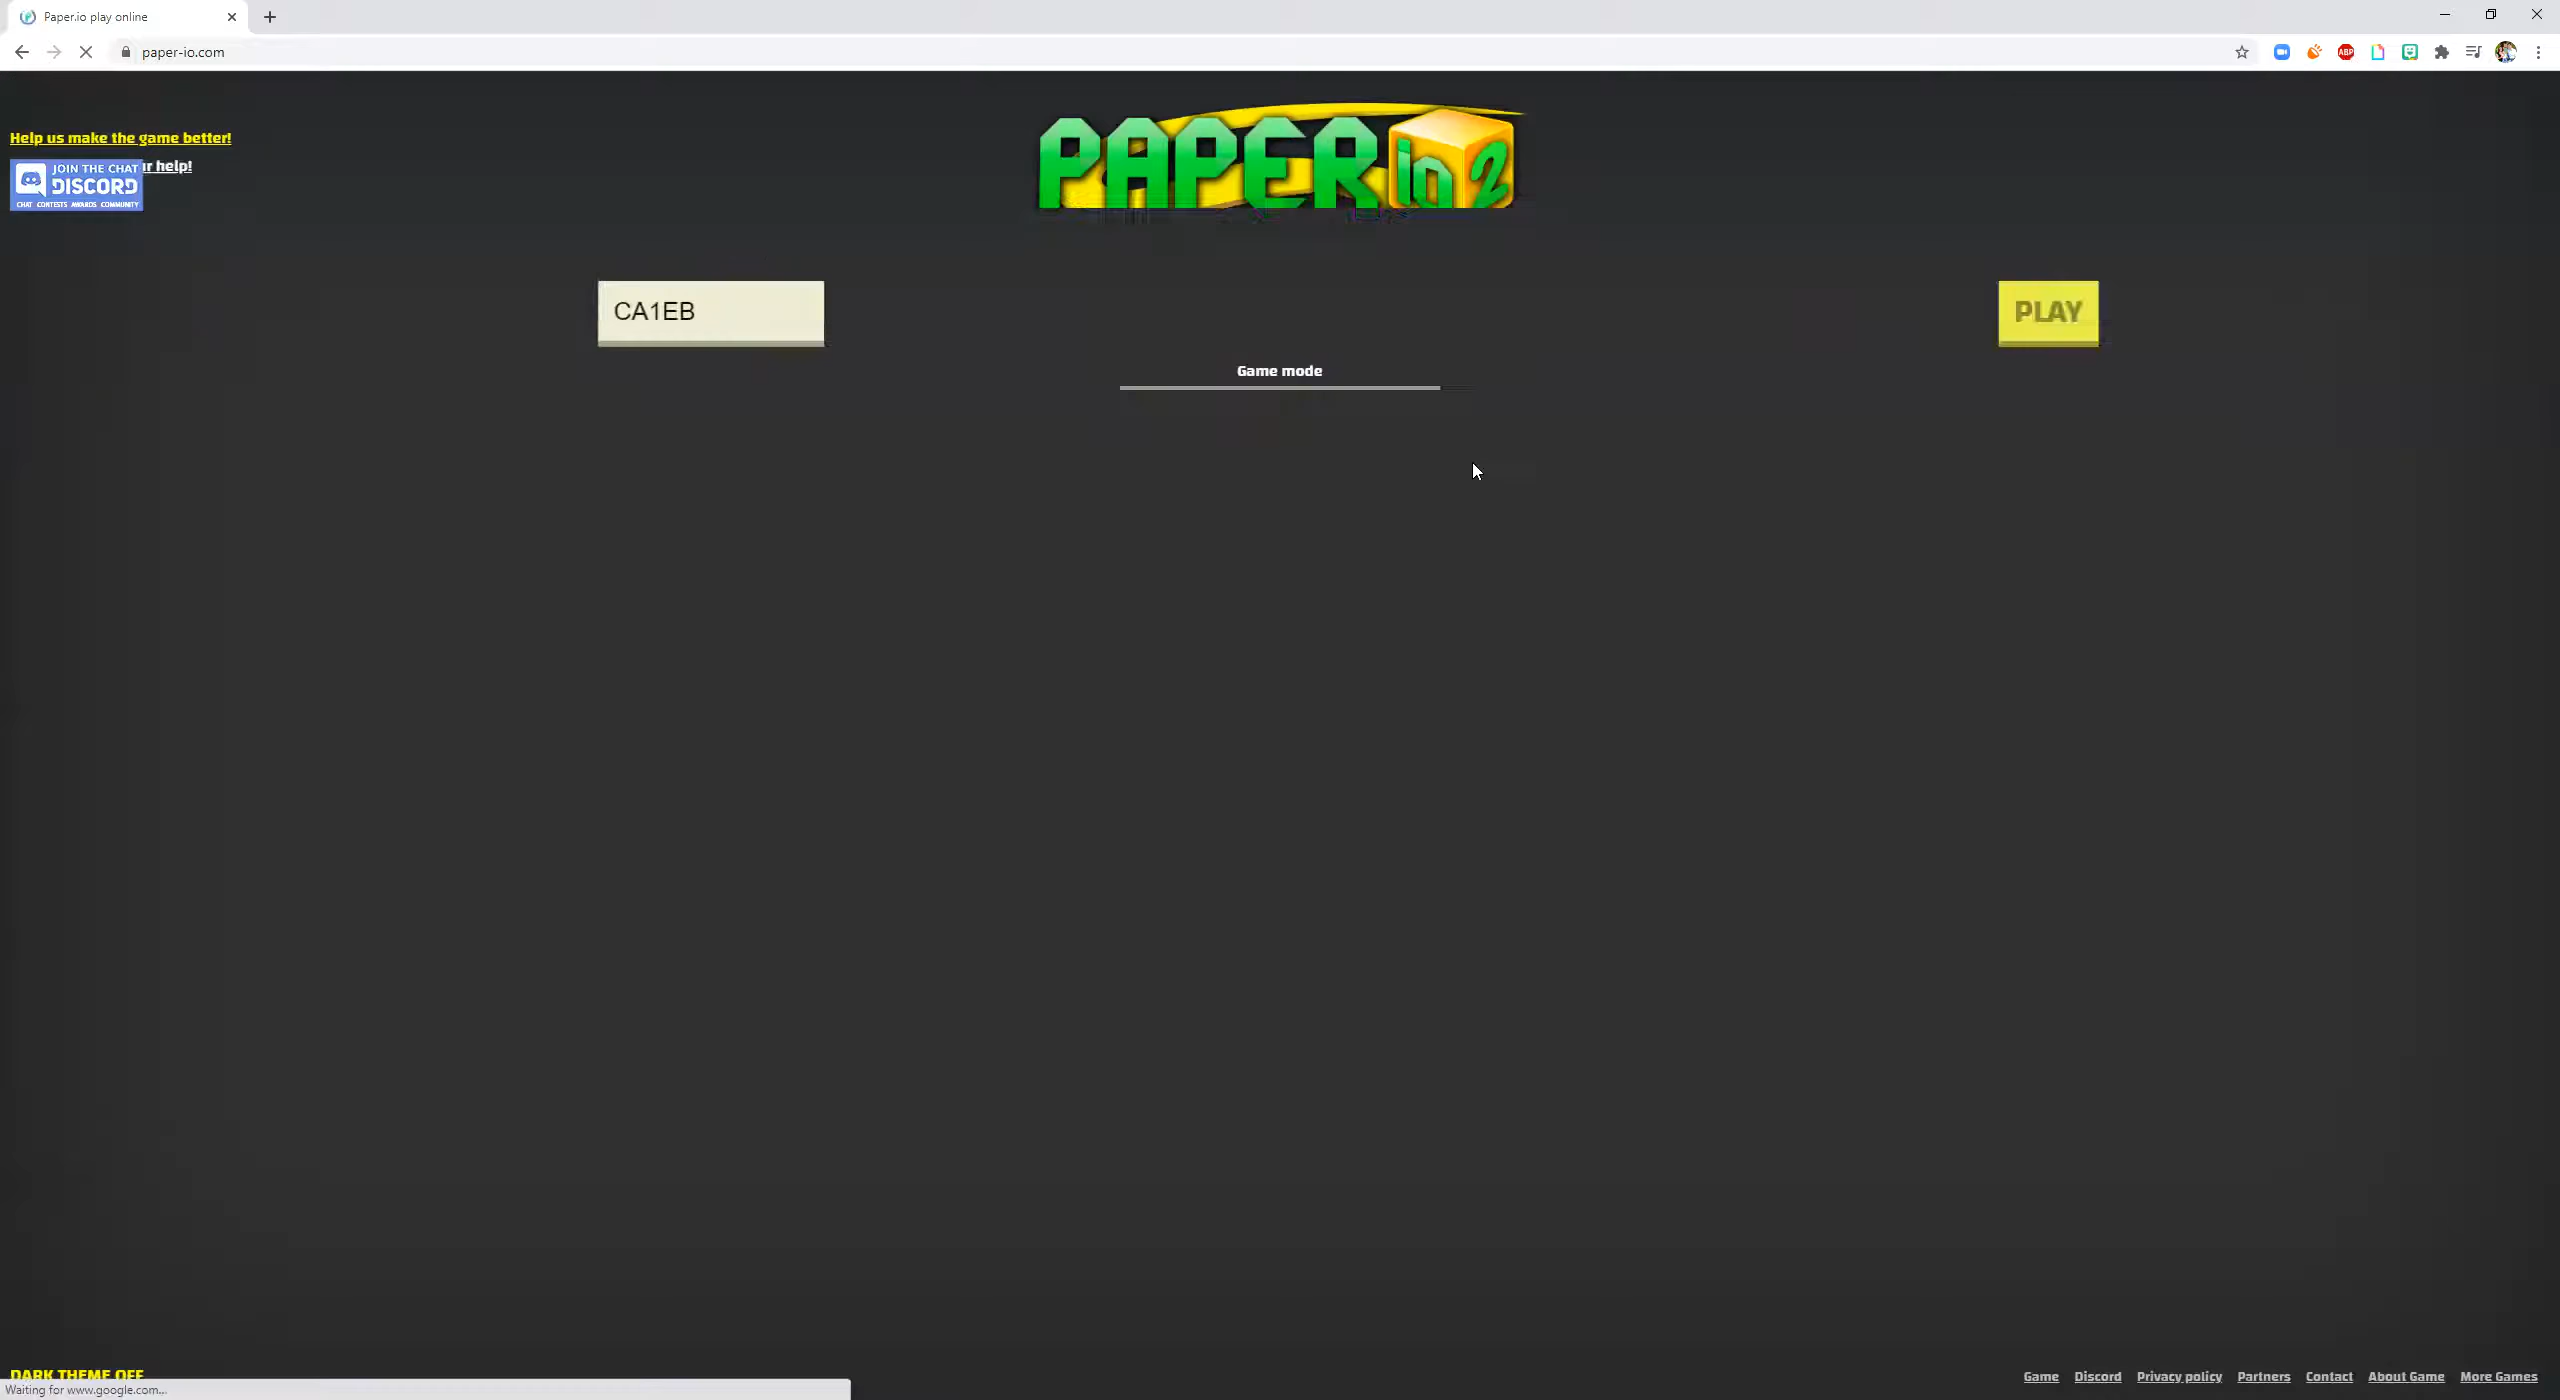 Paper.io play online
paper-io.com
ABP
Help us make the game better!
JOIN THE CHAT
DISCORD
CHAT CONTESTS AWARDS COMMUNITY
r help!
PAPER io 2
CA1EB
PLAY
Game mode
DARK THEME OFF
Waiting for www.google.com...
Game Discord Privacy policy Partners Contact About Game More Games